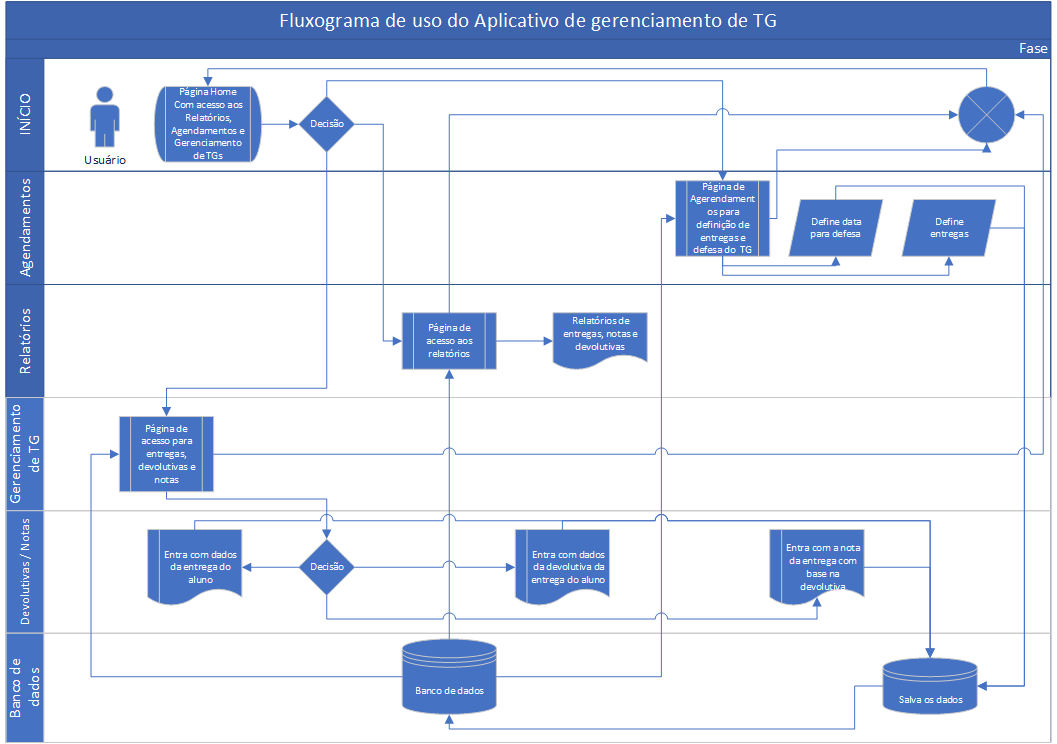 Fluxograma de uso do Aplicativo de gerenciamento de TG
Fase
INÍCIO
Usuário
Página Home
Com acesso aos
Relatórios,
Agendamentos e
Gerenciamento
de TGs
Decisão
Agendamentos
Página de
Agerendament
os para
definição de
entregas e
defesa do TG
Define data
para defesa
Define
entregas
Relatórios
Página de
acesso aos
relatórios
Relatórios de
entregas, notas e
devolutivas
Gerenciamento
de TG
Página de
acesso para
entregas,
devolutivas e
notas
Devolutivas / Notas
Entra com dados
da entrega do
aluno
Decisão
Entra com dados
da devolutiva da
entrega do aluno
Entra com a nota
da entrega com
base na
devolutiva
Banco de
dados
Banco de dados
Salva os dados